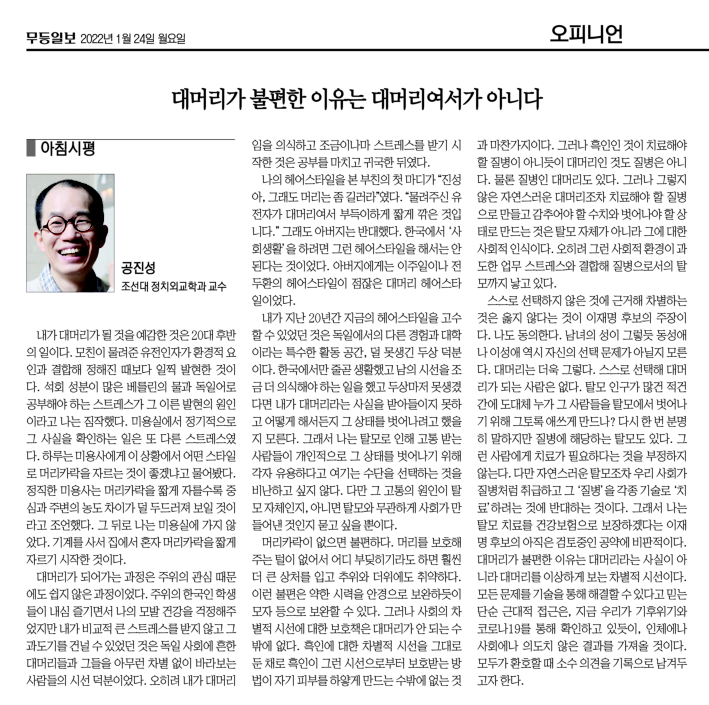 무등일보 2022년 1월 24일 월요일
오피니언
대머리가 불편한 이유는 대머리여서가 아니다
아침시평
공진성
조선대 정치외교학과 교수
내가 대머리가 될 것을 예감한 것은 20대 후반
의 일이다. 모친이 물려준 유전인자가 환경적 요
인과 결합해 정해진 때보다 일찍 발현한 것이
다. 석회 성분이 많은 베를린의 물과 독일어로
공부해야 하는 스트레스가 그 이른 발현의 원인
이라고 나는 짐작했다. 미용실에서 정기적으로
그 사실을 확인하는 일은 또 다른 스트레스였
다. 하루는 미용사에게 이 상황에서 어떤 스타일
로 머리카락을 자르는 것이 좋겠냐고 물어봤다.
정직한 미용사는 머리카락을 짧게 자를수록 중
심과 주변의 농도 차이가 덜 두드러져 보일 것이
라고 조언했다. 그 뒤로 나는 미용실에 가지 않
았다. 기계를 사서 집에서 혼자 머리카락을 짧게
자르기 시작한 것이다.
대머리가 되어가는 과정은 주위의 관심 때문
에도 쉽지 않은 과정이었다. 주위의 한국인 학생
들이 내심 즐기면서 나의 모발 건강을 걱정해주
었지만 내가 비교적 큰 스트레스를 받지 않고 그
과도기를 건널 수 있었던 것은 독일 사회에 흔한
대머리들과 그들을 아무런 차별 없이 바라보는
사람들의 시선 덕분이었다. 오히려 내가 대머리
임을 의식하고 조금이나마 스트레스를 받기 시
작한 것은 공부를 마치고 귀국한 뒤였다.
나의 헤어스타일을 본 부친의 첫 마디가 “진성
아, 그래도 머리는 좀 길러라”였다. “물려주신 유
전자가 대머리여서 부득이하게 짧게 깎은 것입
니다.” 그래도 아버지는 반대했다. 한국에서 ‘사
회생활’을 하려면 그런 헤어스타일을 해서는 안
된다는 것이었다. 아버지에게는 이주일이나 전
두환의 헤어스타일이 점잖은 대머리 헤어스타
일이었다.
내가 지난 20년간 지금의 헤어스타일을 고수
할 수 있었던 것은 독일에서의 다른 경험과 대학
이라는 특수한 활동 공간, 덜 못생긴 두상 덕분
이다. 한국에서만 줄곧 생활했고 남의 시선을 조
금 더 의식해야 하는 일을 했고 두상마저 못생겼
다면 내가 대머리라는 사실을 받아들이지 못하
고 어떻게 해서든지 그 상태를 벗어나려고 했을
지 모른다. 그래서 나는 탈모로 인해 고통 받는
사람들이 개인적으로 그 상태를 벗어나기 위해
각자 유용하다고 여기는 수단을 선택하는 것을
비난하고 싶지 않다. 다만 그 고통의 원인이 탈
모 자체인지, 아니면 탈모와 무관하게 사회가 만
들어낸 것인지 묻고 싶을 뿐이다.
머리카락이 없으면 불편하다. 머리를 보호해
주는 털이 없어서 어디 부딪히기라도 하면 훨씬
더 큰 상처를 입고 추위와 더위에도 취약하다.
이런 불편은 약한 시력을 안경으로 보완하듯이
모자 등으로 보완할 수 있다. 그러나 사회의 차
별적 시선에 대한 보호책은 대머리가 안 되는 수
밖에 없다. 흑인에 대한 차별적 시선을 그대로
둔 채로 흑인이 그런 시선으로부터 보호받는 방
법이 자기 피부를 하얗게 만드는 수밖에 없는 것
과 마찬가지이다. 그러나 흑인인 것이 치료해야
할 질병이 아니듯이 대머리인 것도 질병은 아니
다. 물론 질병인 대머리도 있다. 그러나 그렇지
않은 자연스러운 대머리조차 치료해야 할 질병
으로 만들고 감추어야 할 수치와 벗어나야 할 상
태로 만드는 것은 탈모 자체가 아니라 그에 대한
사회적 인식이다. 오히려 그런 사회적 환경이 과
도한 업무 스트레스와 결합해 질병으로서의 탈
모까지 낳고 있다.
스스로 선택하지 않은 것에 근거해 차별하는
것은 옳지 않다는 것이 이재명 후보의 주장이
다. 나도 동의한다. 남녀의 성이 그렇듯 동성애
나 이성애 역시 자신의 선택 문제가 아닐지 모른
다. 대머리는 더욱 그렇다. 스스로 선택해 대머
리가 되는 사람은 없다. 탈모 인구가 많건 적건
간에 도대체 누가 그 사람들을 탈모에서 벗어나
기 위해 그토록 애쓰게 만드나? 다시 한 번 분명
히 말하지만 질병에 해당하는 탈모도 있다. 그
런 사람에게 치료가 필요하다는 것을 부정하지
않는다. 다만 자연스러운 탈모조차 우리 사회가
질병처럼 취급하고 그 ‘질병’을 각종 기술로 ‘치
료’하려는 것에 반대하는 것이다. 그래서 나는
탈모 치료를 건강보험으로 보장하겠다는 이재
명 후보의 아직은 검토중인 공약에 비판적이다.
대머리가 불편한 이유는 대머리라는 사실이 아
니라 대머리를 이상하게 보는 차별적 시선이다.
모든 문제를 기술을 통해 해결할 수 있다고 믿는
단순 근대적 접근은, 지금 우리가 기후위기와
코로나19를 통해 확인하고 있듯이, 인체에나
사회에나 의도치 않은 결과를 가져올 것이다.
모두가 환호할 때 소수 의견을 기록으로 남겨두
고자 한다.